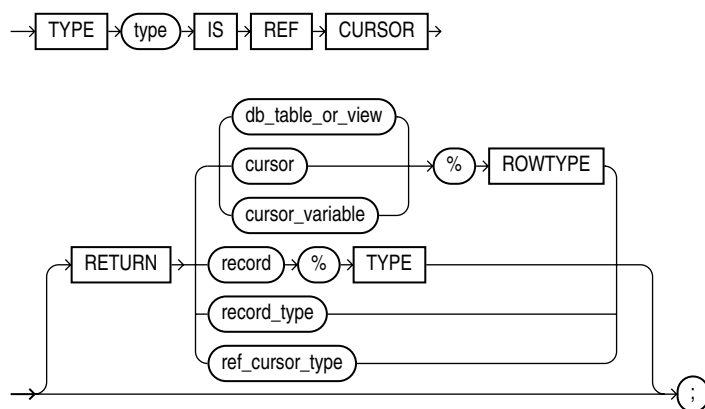 TYPE type IS REF CURSOR
db_table_or_view
cursor % ROWTYPE
cursor_variable
RETURN record % TYPE
record_type
ref_cursor_type
;